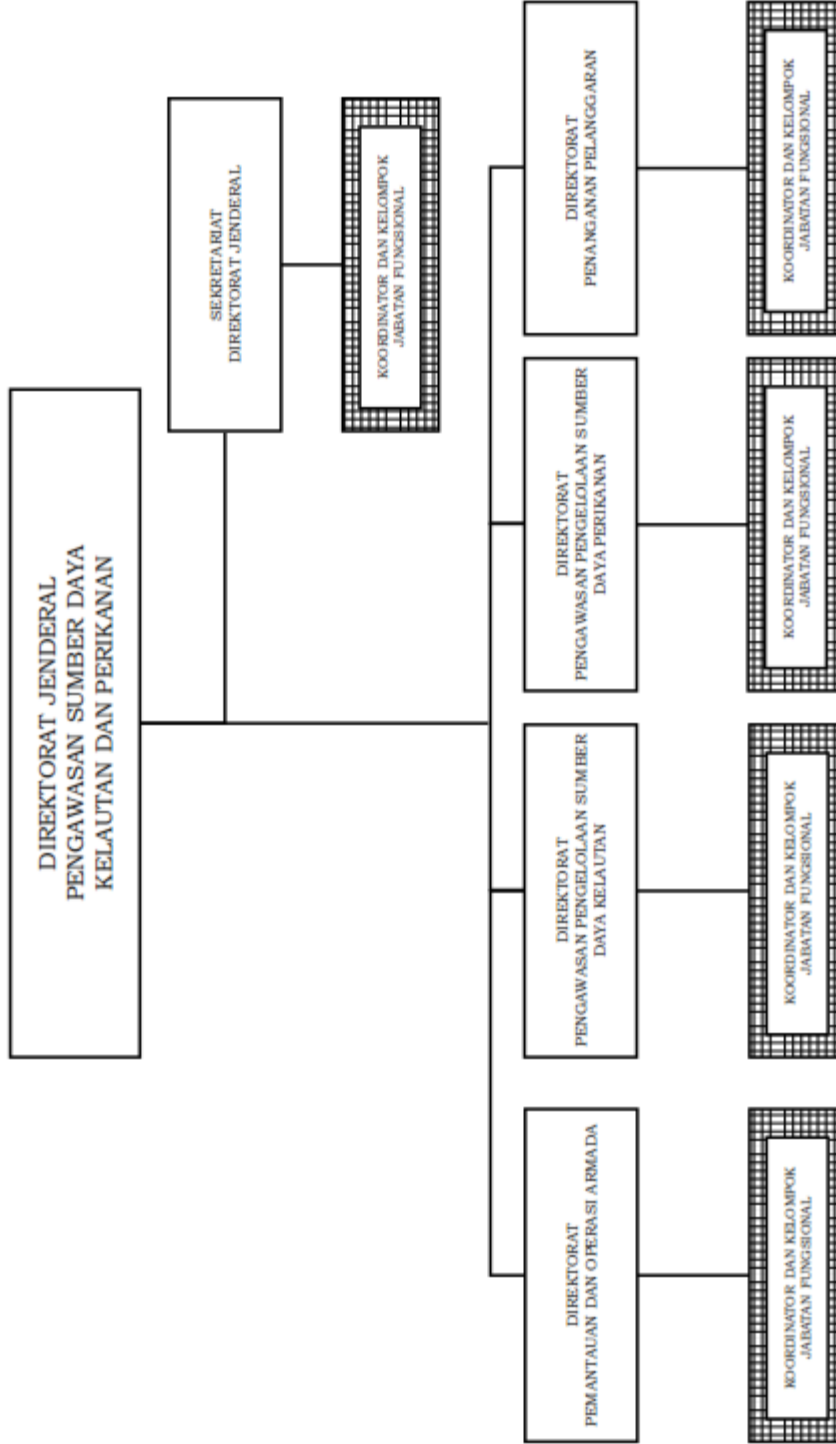 DIREKTORAT JENDERAL
PENGAWASAN SUMBER DAYA
KELAUTAN DAN PERIKANAN
SEKRETARIAT
DIREKTORAT JENDERAL
KOORDINATOR DAN KELOMPOK
JABATAN FUNGSIONAL
DIREKTORAT
PEMANTAUAN DAN OPERASI ARMADA
DIREKTORAT
PENGAWASAN PENGELOLAAN SUMBER
DAYA KELAUTAN
DIREKTORAT
PENGAWASAN PENGELOLAAN SUMBER
DAYA PERIKANAN
DIREKTORAT
PENANGANAN PELANGGARAN
KOORDINATOR DAN KELOMPOK
JABATAN FUNGSIONAL
KOORDINATOR DAN KELOMPOK
JABATAN FUNGSIONAL
KOORDINATOR DAN KELOMPOK
JABATAN FUNGSIONAL
KOORDINATOR DAN KELOMPOK
JABATAN FUNGSIONAL